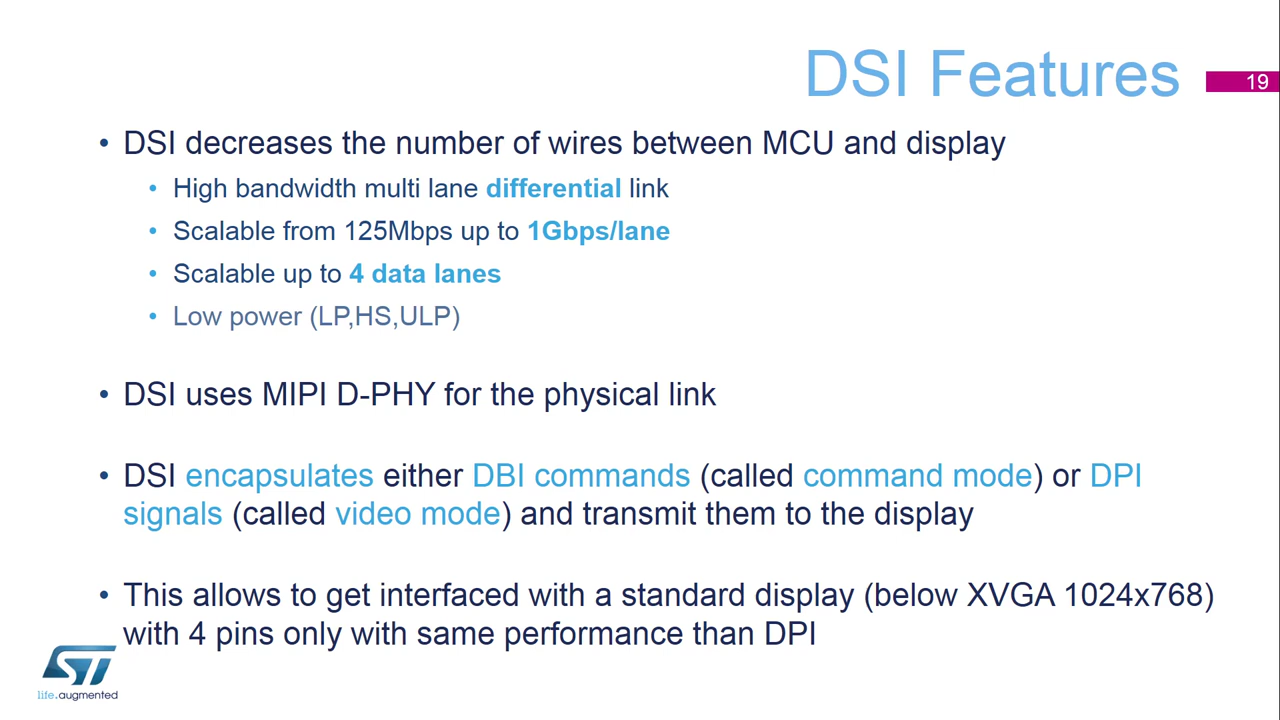 DSI Features
19
• DSI decreases the number of wires between MCU and display
• High bandwidth multi lane differential link
• Scalable from 125Mbps up to 1Gbps/lane
• Scalable up to 4 data lanes
• Low power (LP,HS,ULP)
• DSI uses MIPI D-PHY for the physical link
• DSI encapsulates either DBI commands (called command mode) or DPI
signals (called video mode) and transmit them to the display
• This allows to get interfaced with a standard display (below XVGA 1024x768)
with 4 pins only with same performance than DPI
ST
life.augmented